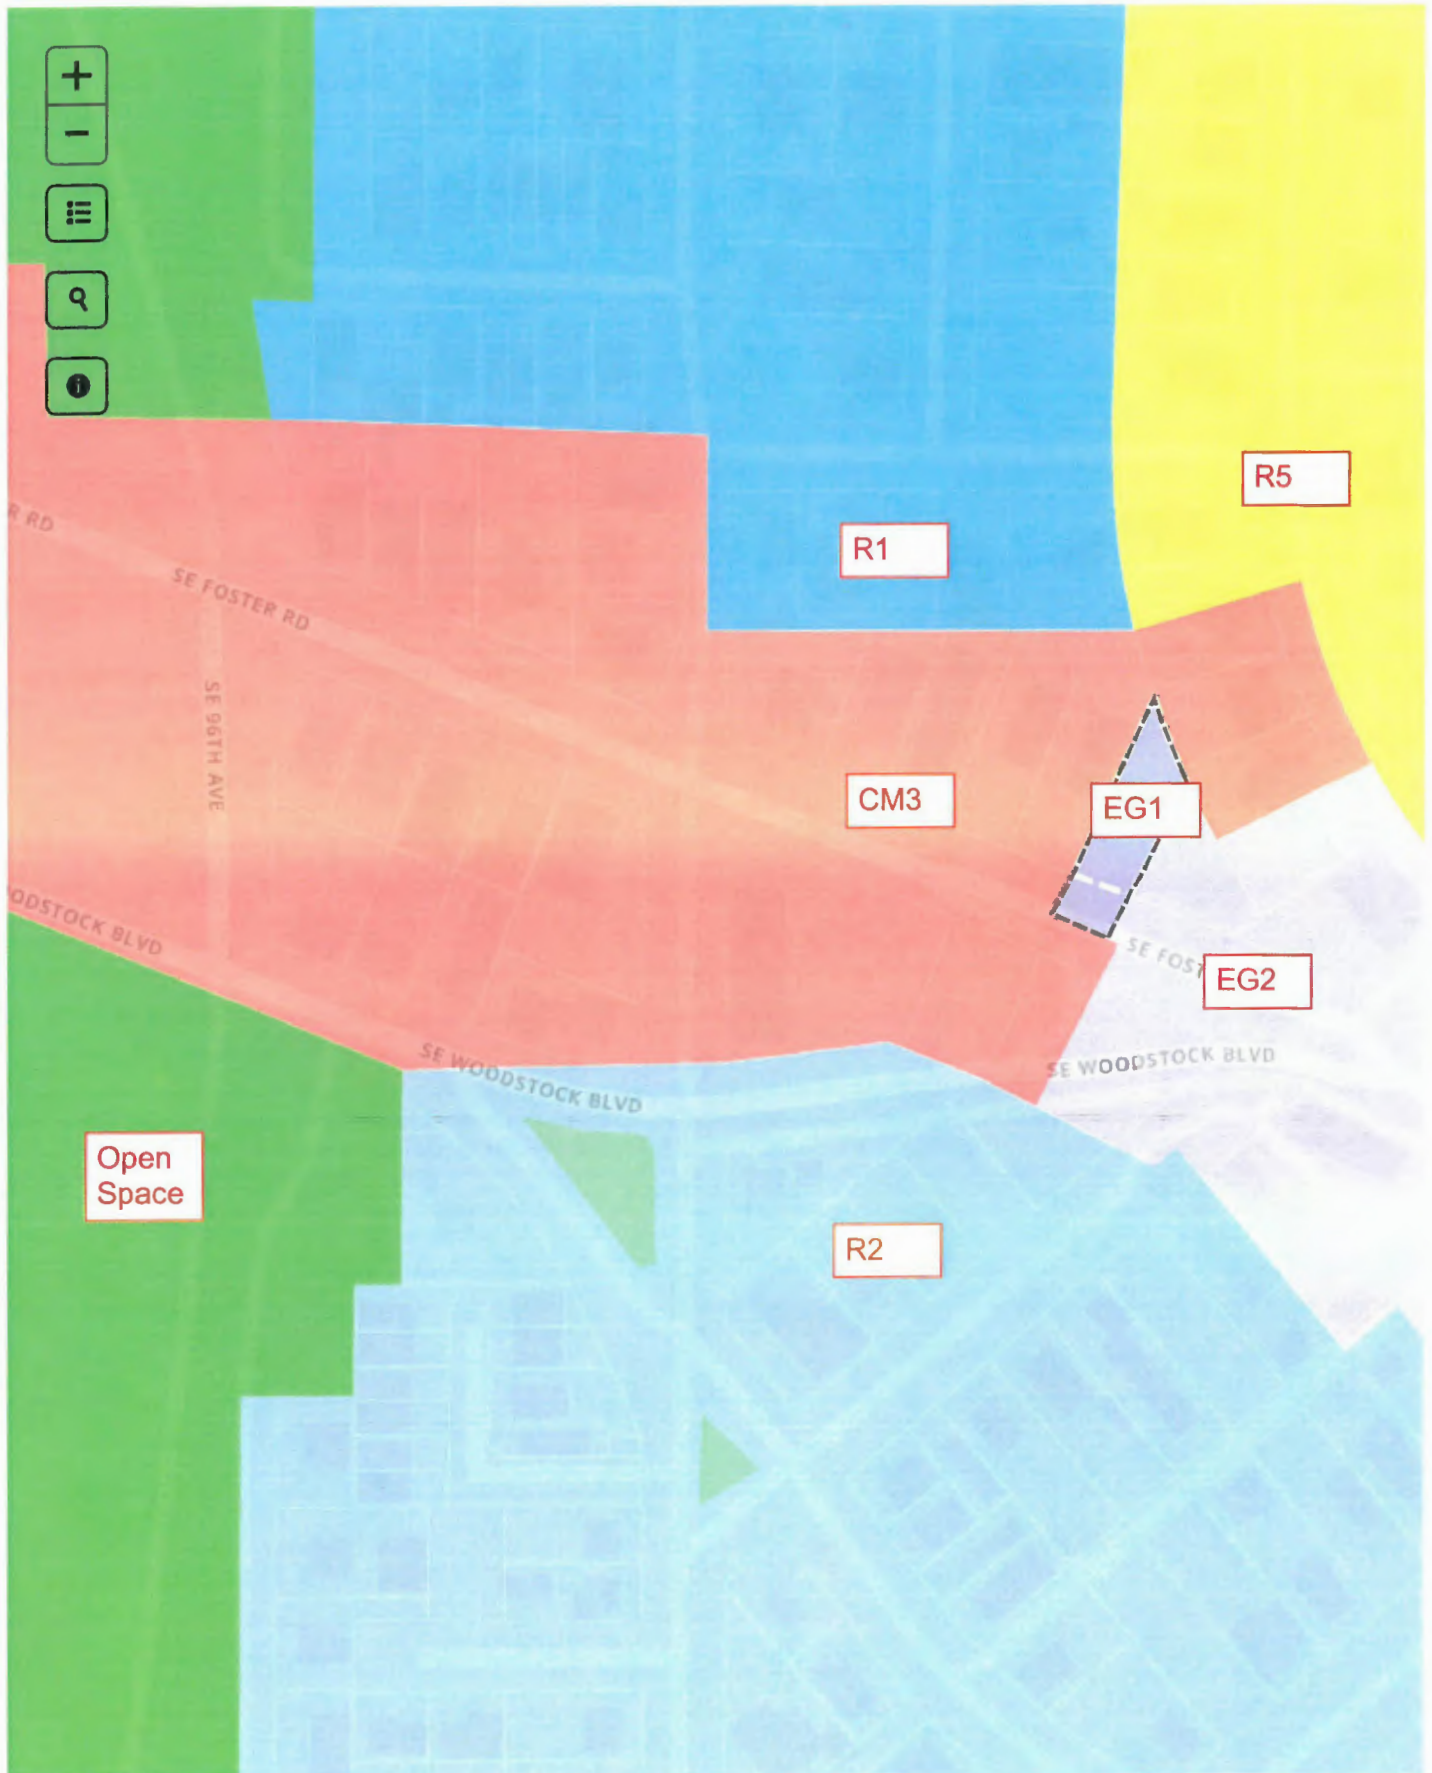 R5
R1
R RD
SE FOSTER RD
SE 96TH AVE
CM3
EG1
ODSTOCK BLVD
SE FOST
EG2
SE WOODSTOCK BLVD
SE WOODSTOCK BLVD
Open
Space
R2